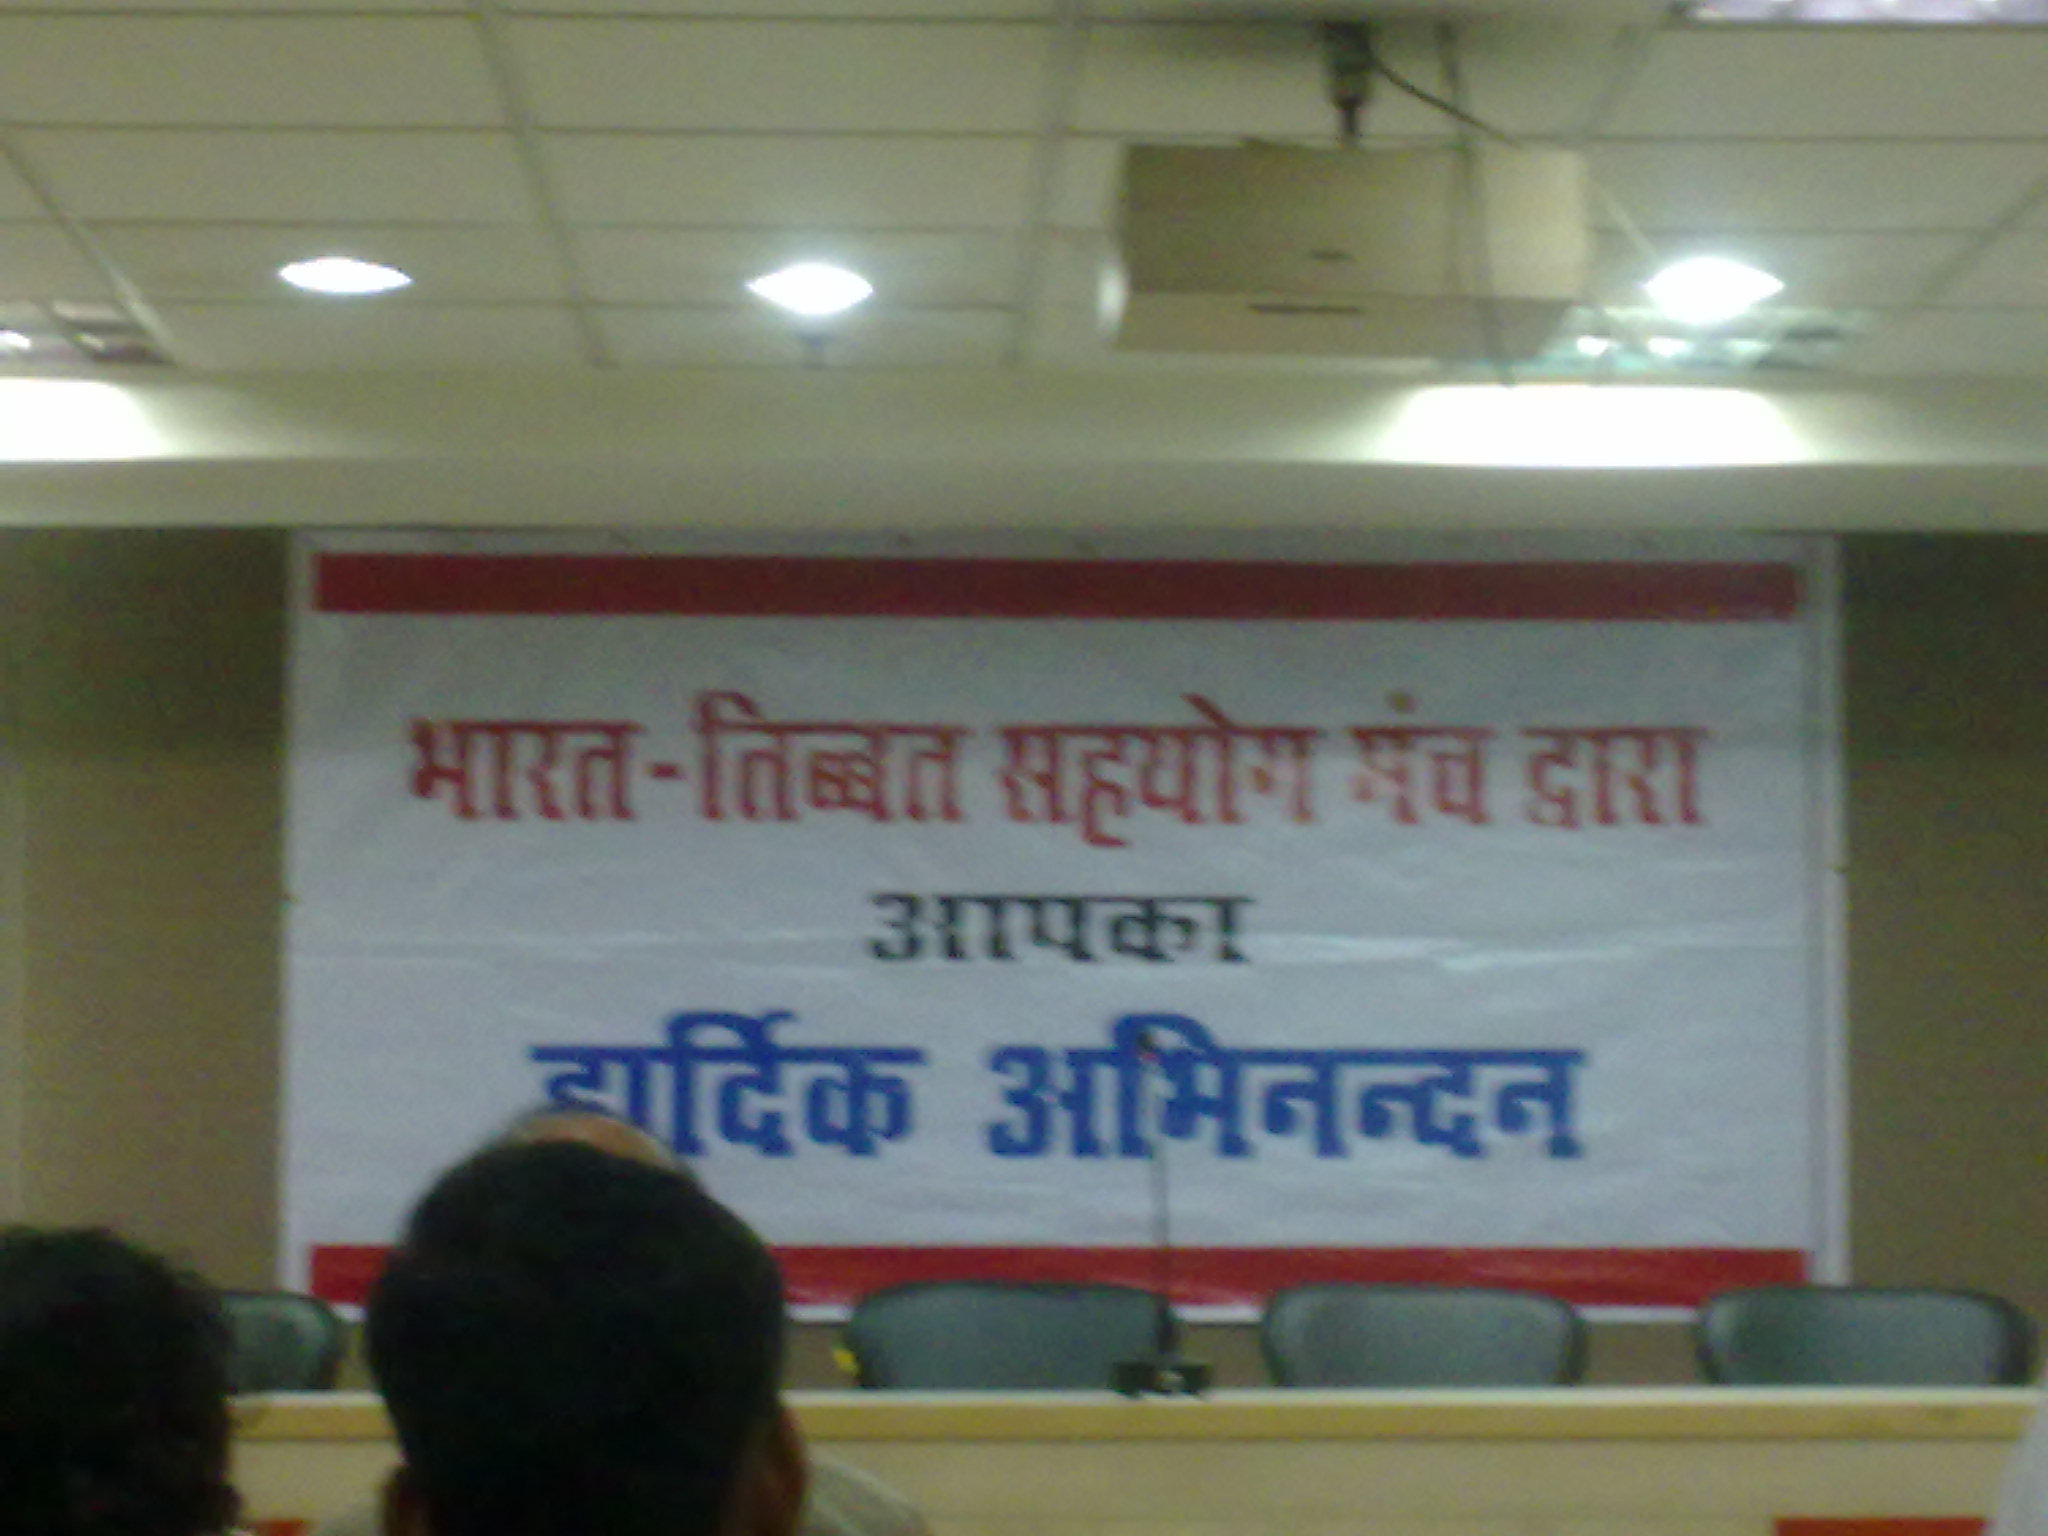 भारत-तिब्बत सहयोग मंच द्वारा
आपका
हार्दिक अभिनन्दन